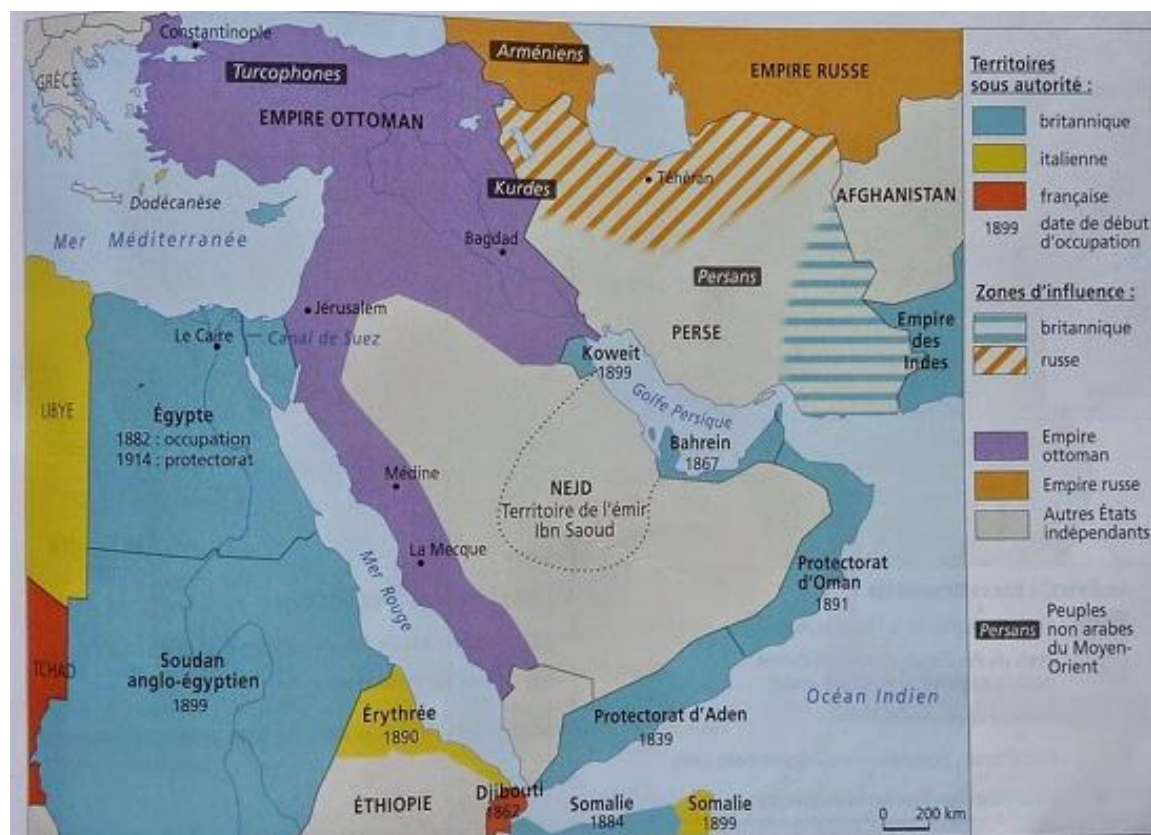 Constantinople
GRÈCE
Turcophones
EMPIRE OTTOMAN
Arméniens
EMPIRE RUSSE
Dodécanèse
Mer Méditerranée
Kurdes
Téhéran
AFGHANISTAN
Bagdad
Persans
PERSE
Jérusalem
Le Caire
Canal de Suez
Koweit
1899
Empire
des
Indes
LIBYE
Égypte
1882 : occupation
1914 : protectorat
Golfe Persique
Bahrein
1867
Médine
NEJD
Territoire de l'émir
Ibn Saoud
La Mecque
Mer Rouge
Protectorat
d'Oman
1891
TCHAD
Soudan
anglo-égyptien
1899
Érythrée
1890
Protectorat d'Aden
1839
Océan Indien
ÉTHIOPIE
Djibouti
1862
Somalie
1884
Somalie
1899
0 200 km
Territoires
sous autorité :
britannique
italienne
française
1899 date de début
d'occupation
Zones d'influence :
britannique
russe
Empire
ottoman
Empire russe
Autres États
indépendants
Persans Peuples
non arabes
du Moyen-
Orient